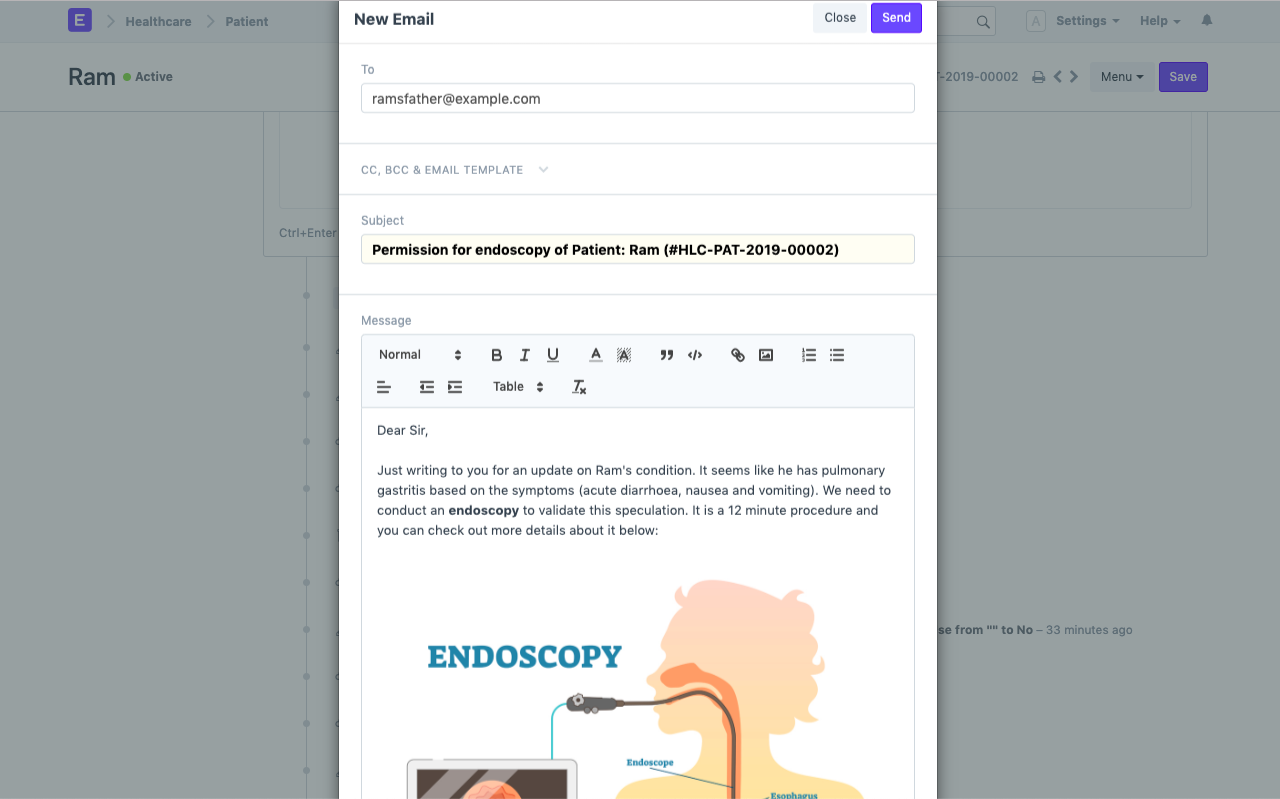 E Healthcare Patient
New Email
Close Send
A Settings Help
Ram Active
-2019-00002 Menu Save
To
ramsfather@example.com
CC, BCC & EMAIL TEMPLATE
Subject
Ctrl+Enter
Permission for endoscopy of Patient: Ram (#HLC-PAT-2019-00002)
Message
Normal B I U A A
Table
Dear Sir,
Just writing to you for an update on Ram's condition. It seems like he has pulmonary
gastritis based on the symptoms (acute diarrhoea, nausea and vomiting). We need to
conduct an endoscopy to validate this speculation. It is a 12 minute procedure and
you can check out more details about it below:
se from "" to No – 33 minutes ago
ENDOSCOPY
Endoscope
Esophagus